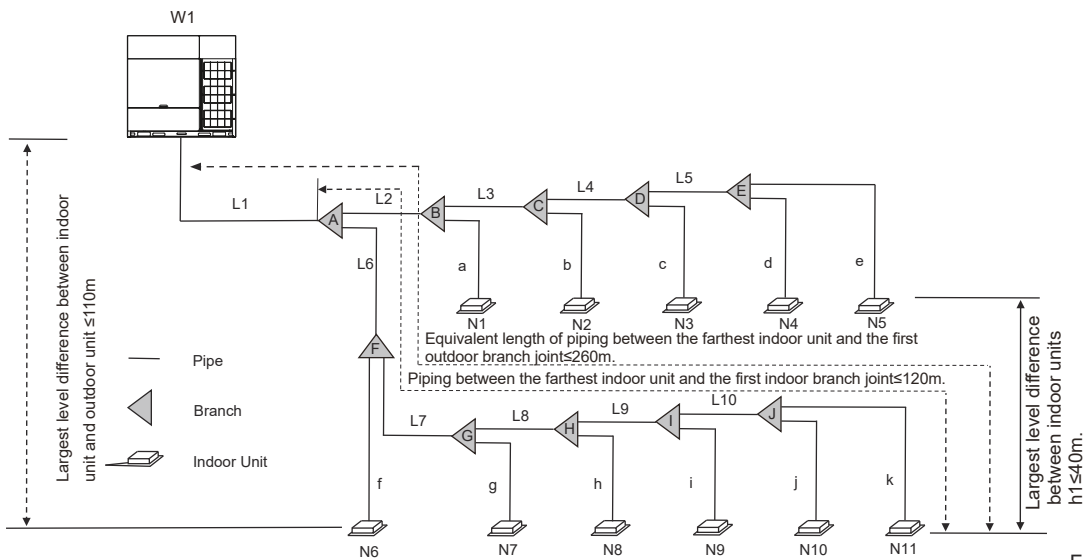 W1
Largest level difference between indoor
unit and outdoor unit ≤110m
L1
A
L2
B
L3
C
L4
D
L5
E
L6
a
b
c
d
e
N1
N2
N3
N4
N5
Equivalent length of piping between the farthest indoor unit and the first
outdoor branch joint≤260m.
Piping between the farthest indoor unit and the first indoor branch joint≤120m.
F
Pipe
Branch
Indoor Unit
L7
G
L8
H
L9
I
L10
J
f
g
h
i
j
k
N6
N7
N8
N9
N10
N11
Largest level difference
between indoor units
h1≤40m.